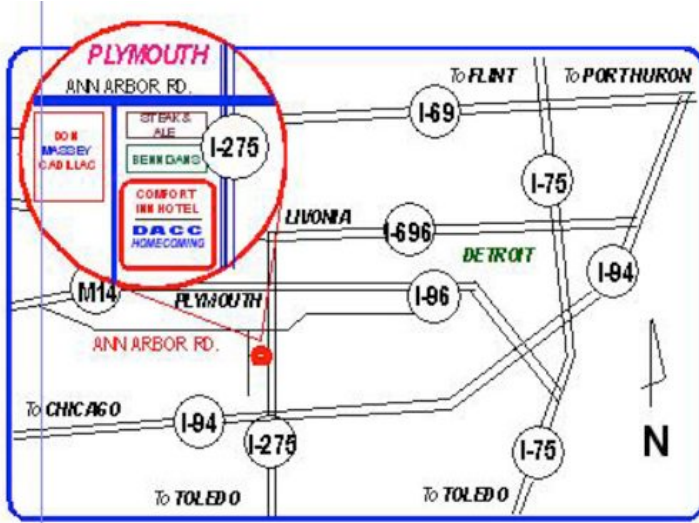 PLYMOUTH
ANN ARBOR RD.
DON
MASSEY
CADILLAC
STEAK &
ALE
BENNIGANS
I-275
COMFORT
INN HOTEL
DACC
HOMECOMING
To FLINT
To PORTHURON
I-69
I-75
LIVONIA
I-696
DETROIT
I-94
M14
PLYMOUTH
I-96
ANN ARBOR RD.
To CHICAGO
I-94
I-275
I-75
N
To TOLEDO
To TOLEDO